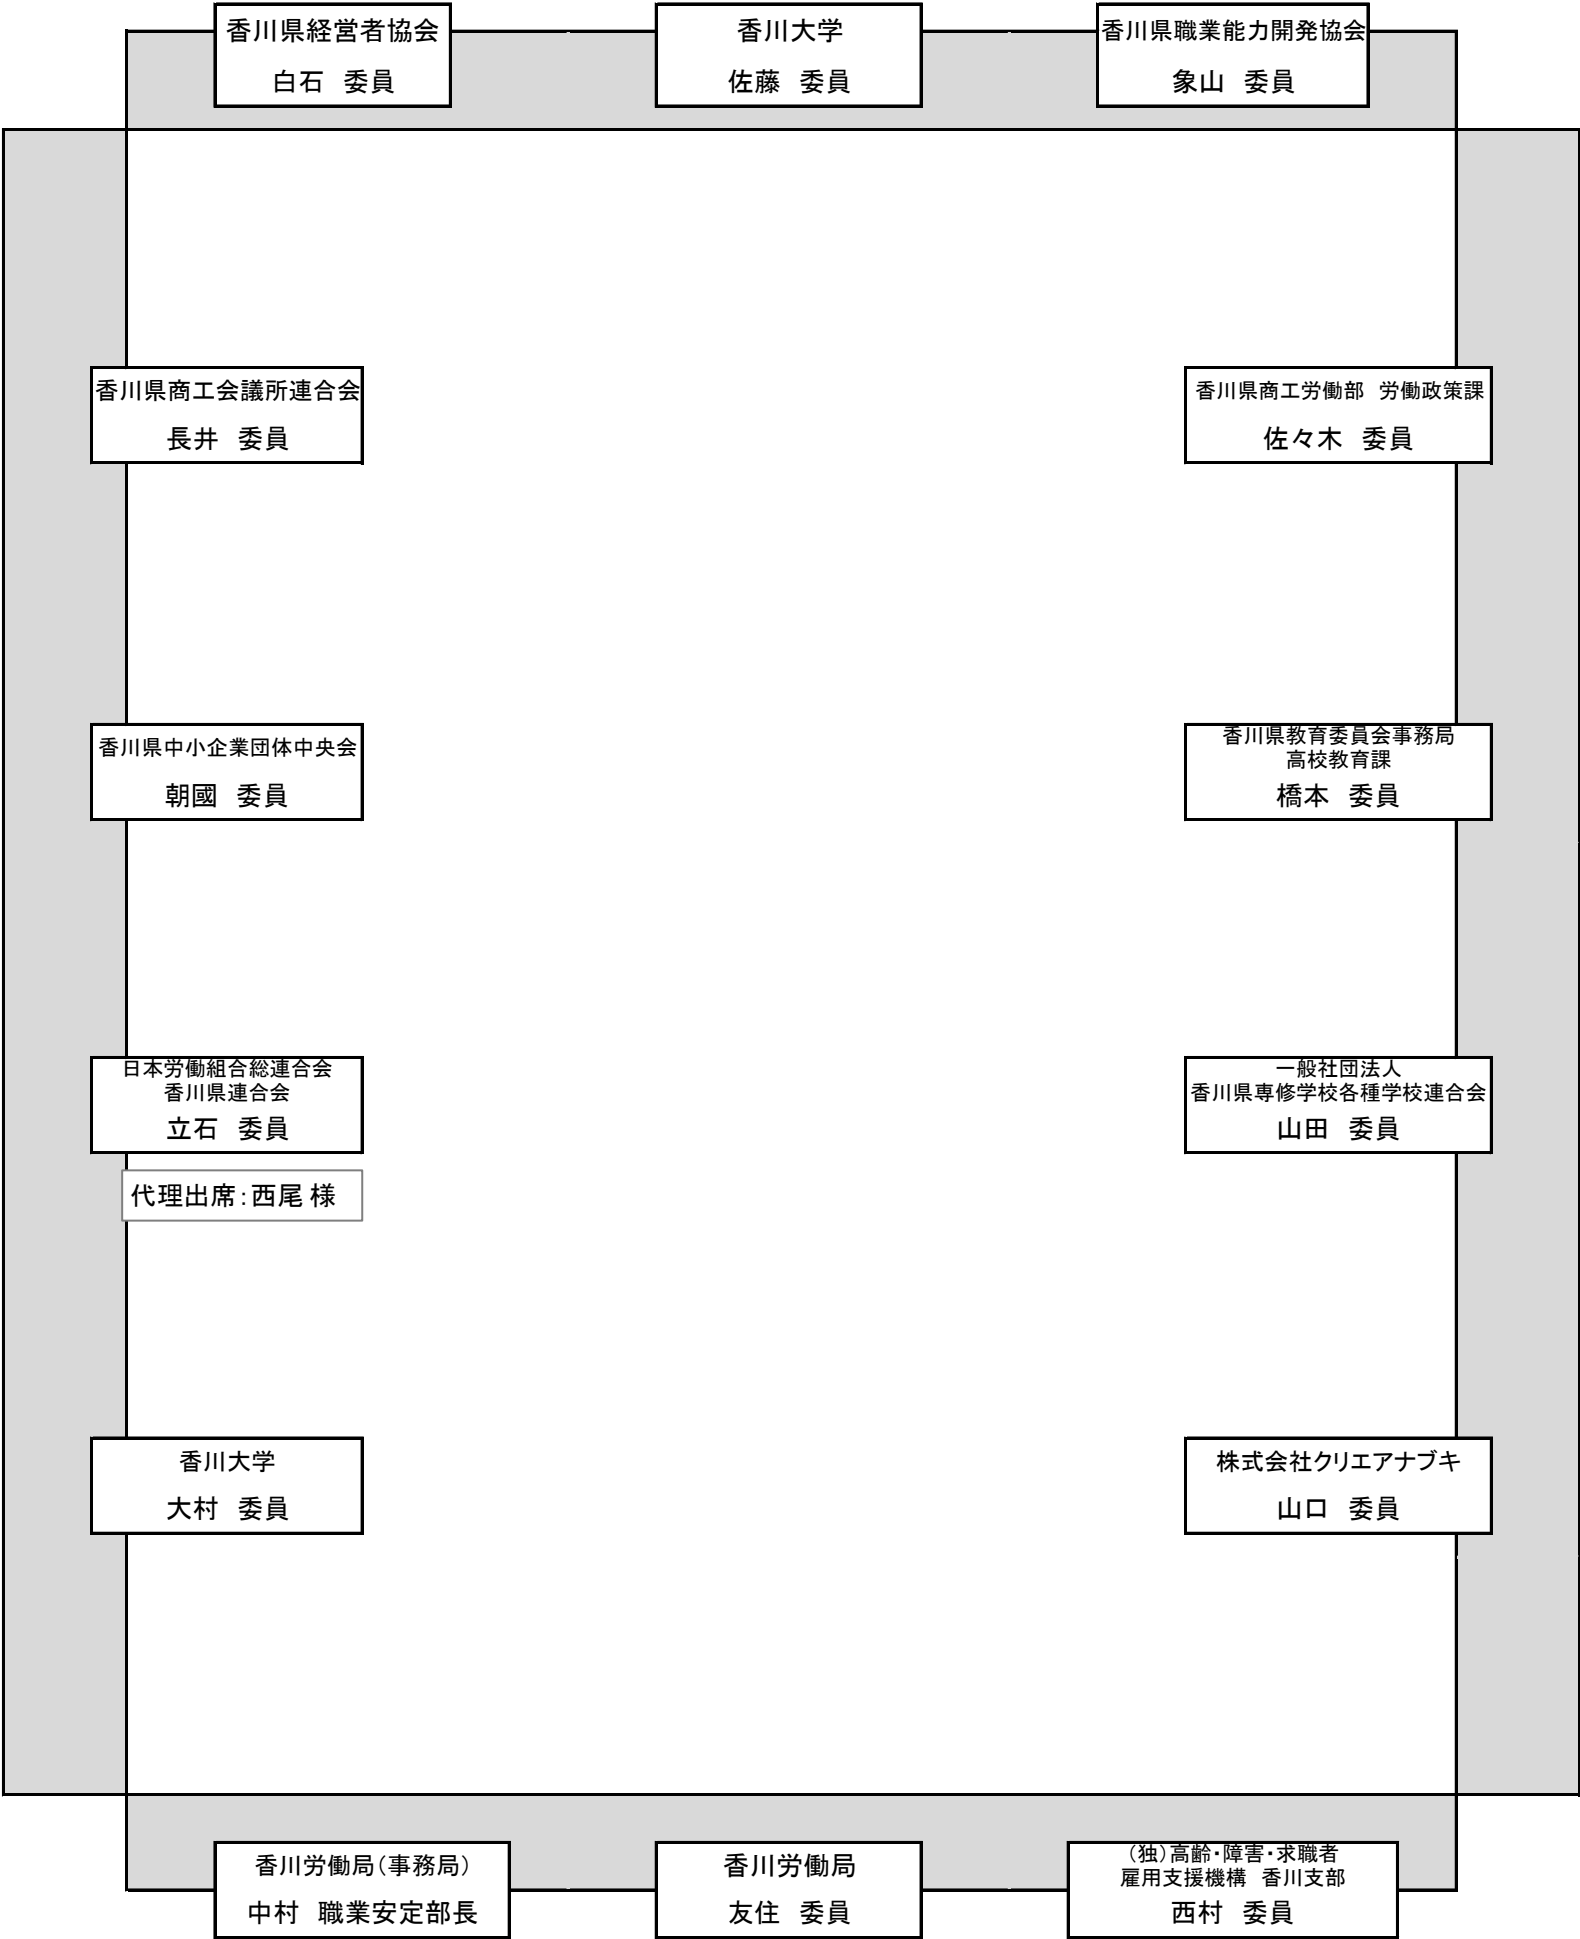 香川県経営者協会
白石　委員
香川大学
佐藤　委員
香川県職業能力開発協会
象山　委員
香川県商工会議所連合会
長井　委員
香川県商工労働部　労働政策課
佐々木　委員
香川県中小企業団体中央会
朝國　委員
香川県教育委員会事務局
高校教育課
橋本　委員
日本労働組合総連合会
香川県連合会
立石　委員
代理出席：西尾 様
一般社団法人
香川県専修学校各種学校連合会
山田　委員
香川大学
大村　委員
株式会社クリエアナブキ
山口　委員
香川労働局（事務局）
中村　職業安定部長
香川労働局
友住　委員
（独）高齢・障害・求職者
雇用支援機構　香川支部
西村　委員